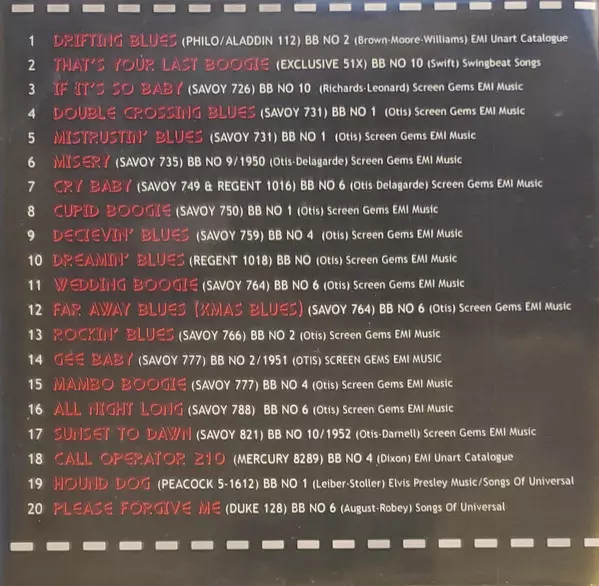 1 DRIFTING BLUES (PHILO/ALADDIN 112) BB NO 2 (Brown-Moore-Williams) EMI Unart Catalogue
2 THAT'S YOUR LAST BOOGIE (EXCLUSIVE 51X) BB NO 10 (Swift) Swingbeat Songs
3 IF IT'S SO BABY (SAVOY 726) BB NO 10 (Richards-Leonard) Screen Gems EMI Music
4 DOUBLE CROSSING BLUES (SAVOY 731) BB NO 1 (Otis) Screen Gems EMI Music
5 MISTRUSTIN' BLUES (SAVOY 731) BB NO 1 (Otis) Screen Gems EMI Music
6 MISERY (SAVOY 735) BB NO 9/1950 (Otis-Delagarde) Screen Gems EMI Music
7 CRY BABY (SAVOY 749 & REGENT 1016) BB NO 6 (Otis-Delagarde) Screen Gems EMI Music
8 CUPID BOOGIE (SAVOY 750) BB NO 1 (Otis) Screen Gems EMI Music
9 DECIEVIN' BLUES (SAVOY 759) BB NO 4 (Otis) Screen Gems EMI Music
10 DREAMIN' BLUES (REGENT 1018) BB NO (Otis) Screen Gems EMI Music
11 WEDDING BOOGIE (SAVOY 764) BB NO 6 (Otis) Screen Gems EMI Music
12 FAR AWAY BLUES (XMAS BLUES) (SAVOY 764) BB NO 6 (Otis) Screen Gems EMI Music
13 ROCKIN' BLUES (SAVOY 766) BB NO 2 (Otis) Screen Gems EMI Music
14 GEE BABY (SAVOY 777) BB NO 2/1951 (OTIS) SCREEN GEMS EMI MUSIC
15 MAMBO BOOGIE (SAVOY 777) BB NO 4 (Otis) Screen Gems EMI Music
16 ALL NIGHT LONG (SAVOY 788) BB NO 6 (Otis) Screen Gems EMI Music
17 SUNSET TO DAWN (SAVOY 821) BB NO 10/1952 (Otis-Darnell) Screen Gems EMI Music
18 CALL OPERATOR 210 (MERCURY 8289) BB NO 4 (Dixon) EMI Unart Catalogue
19 HOUND DOG (PEACOCK 5-1612) BB NO 1 (Leiber-Stoller) Elvis Presley Music/Songs Of Universal
20 PLEASE FORGIVE ME (DUKE 128) BB NO 6 (August-Robey) Songs Of Universal